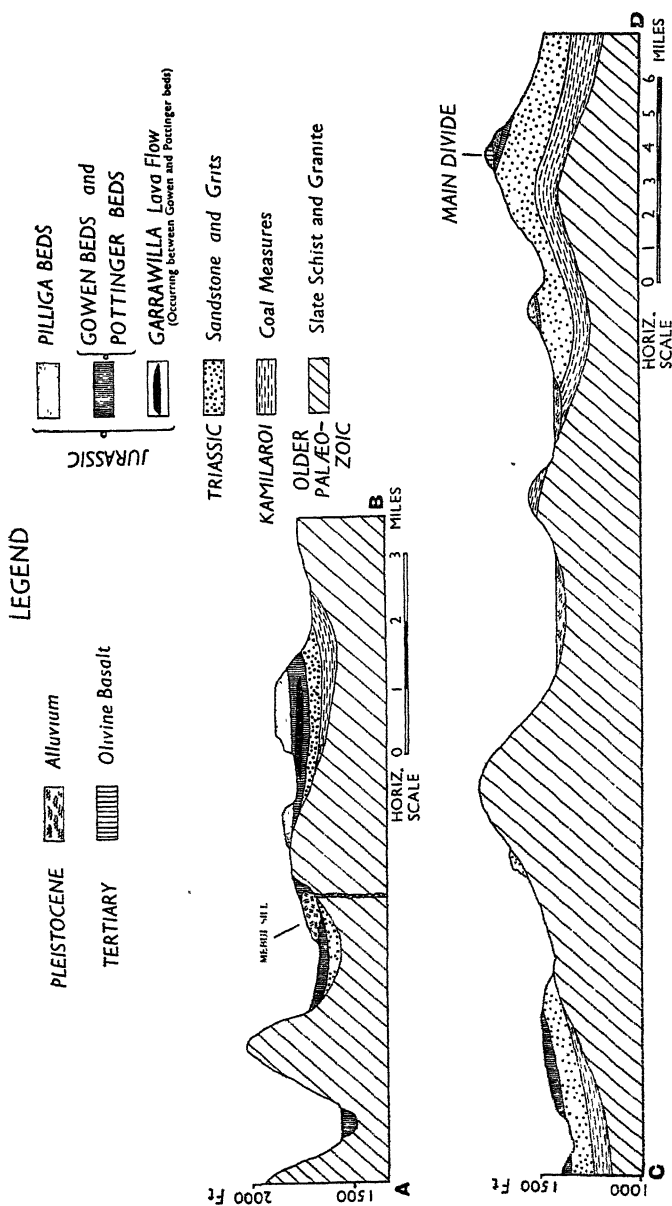 LEGEND
PLEISTOCENE Alluvium
TERTIARY Olivine Basalt
JURASSIC
PILLIGA BEDS
GOWEN BEDS and
POTTINGER BEDS
GARRAWILLA Lava Flow
(Occurring between Gowen and Pottinger beds)
TRIASSIC Sandstone and Grits
KAMILAROI Coal Measures
OLDER
PALÆO-
ZOIC
Slate Schist and Granite
Ft
2000
1500
A
MERUI SILL
B
HORIZ.
SCALE
0 1 2 3
MILES
Ft
1500
1000
C
MAIN DIVIDE
D
HORIZ.
SCALE
0 1 2 3 4 5 6
MILES